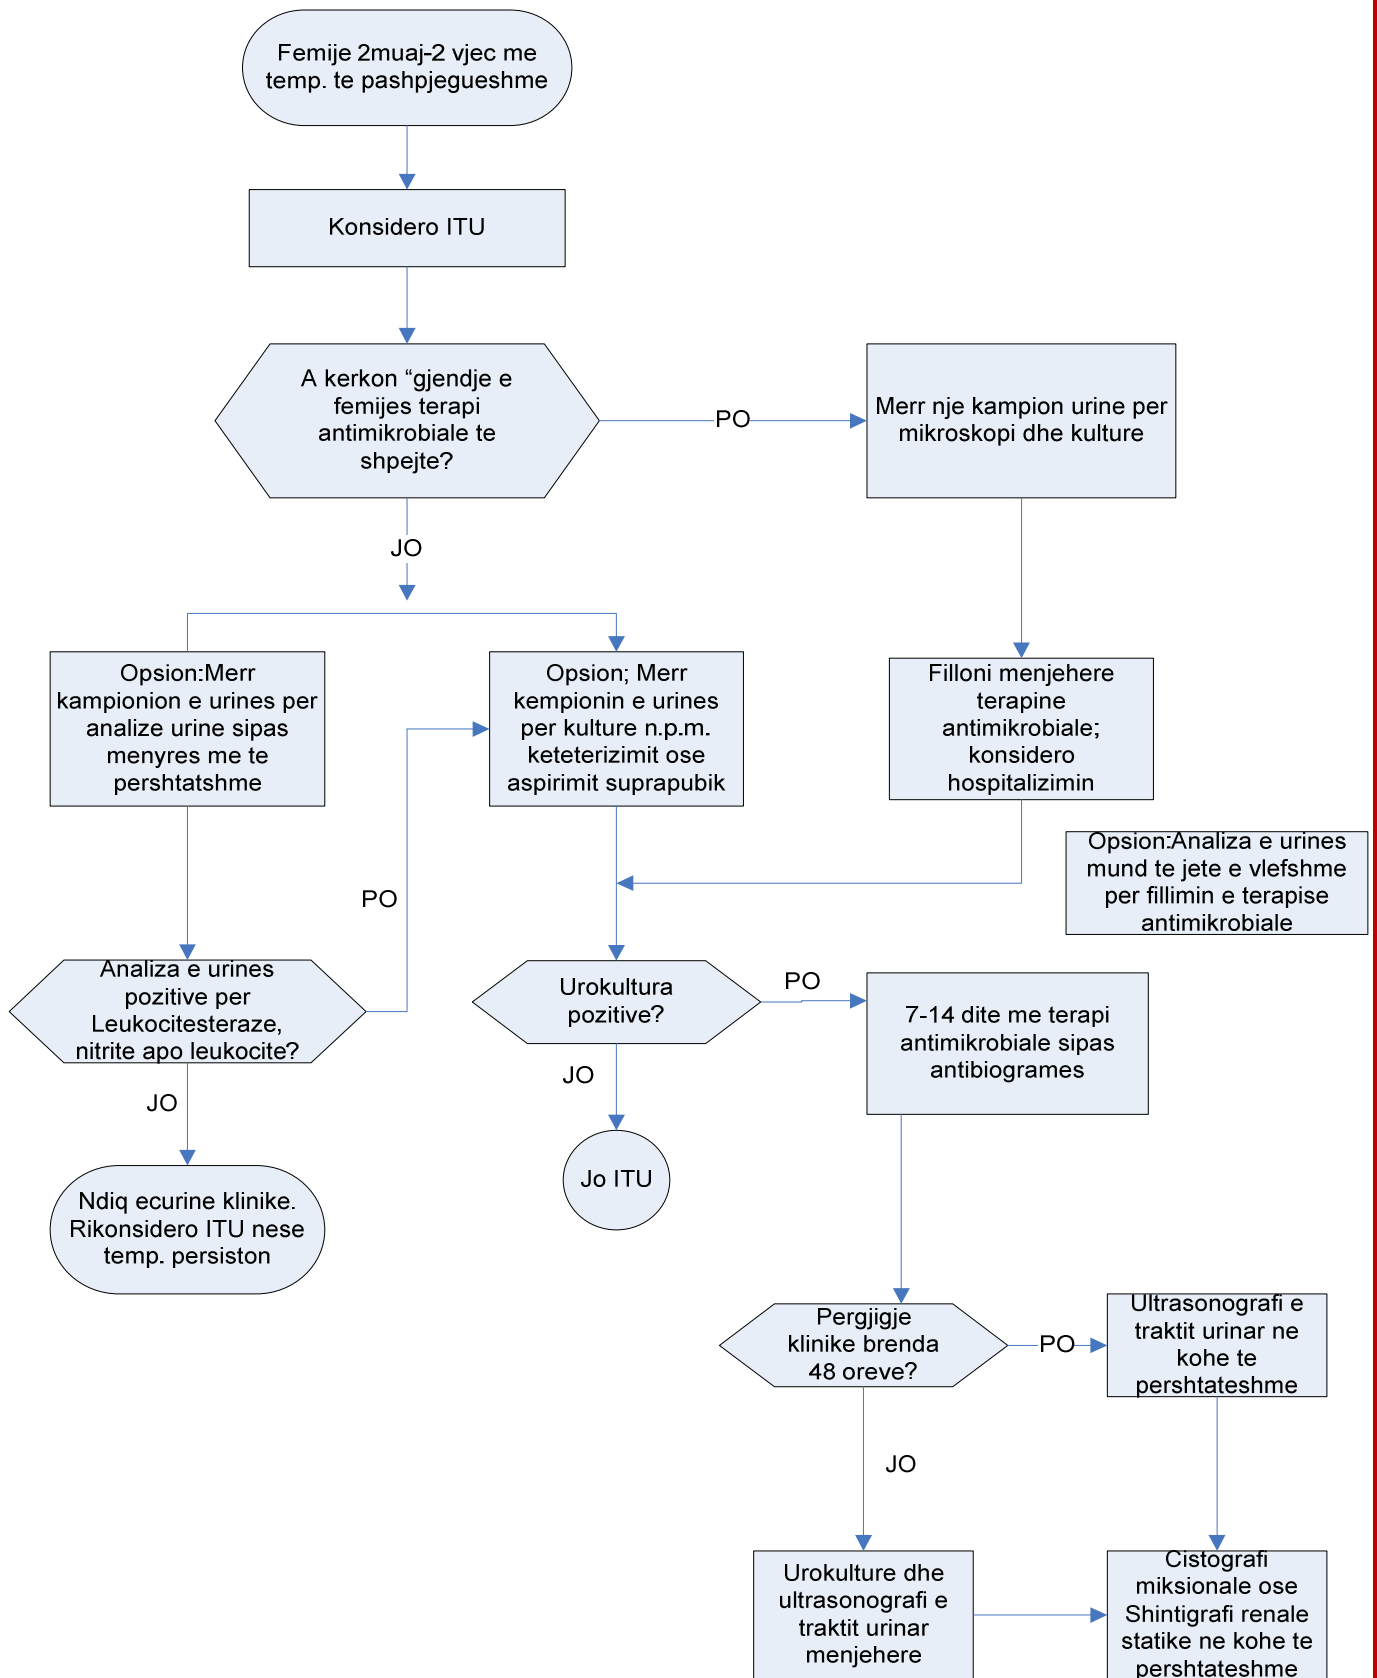 Femije 2muaj-2 vjec me
temp. te pashpjegueshme
Konsidero ITU
A kerkon “gjendje e
femijes terapi
antimikrobiale te
shpejte?
PO
Merr nje kampion urine per
mikroskopi dhe kulture
JO
Opsion:Merr
kampionion e urines per
analize urine sipas
menyres me te
pershtatshme
Opsion; Merr
kempionin e urines
per kulture n.p.m.
keteterizimit ose
aspirimit suprapubik
Filloni menjehere
terapine
antimikrobiale;
konsidero
hospitalizimin
Opsion:Analiza e urines
mund te jete e vlefshme
per fillimin e terapise
antimikrobiale
PO
Analiza e urines
pozitive per
Leukocitesteraze,
nitrite apo leukocite?
Urokultura
pozitive?
PO
7-14 dite me terapi
antimikrobiale sipas
antibiogrames
JO
JO
Ndiq ecurine klinike.
Rikonsidero ITU nese
temp. persiston
Jo ITU
Pergjigje
klinike brenda
48 oreve?
PO
Ultrasonografi e
traktit urinar ne
kohe te
pershtateshme
JO
Urokulture dhe
ultrasonografi e
traktit urinar
menjehere
Cistografi
miksionale ose
Shintigrafi renale
statike ne kohe te
pershtateshme